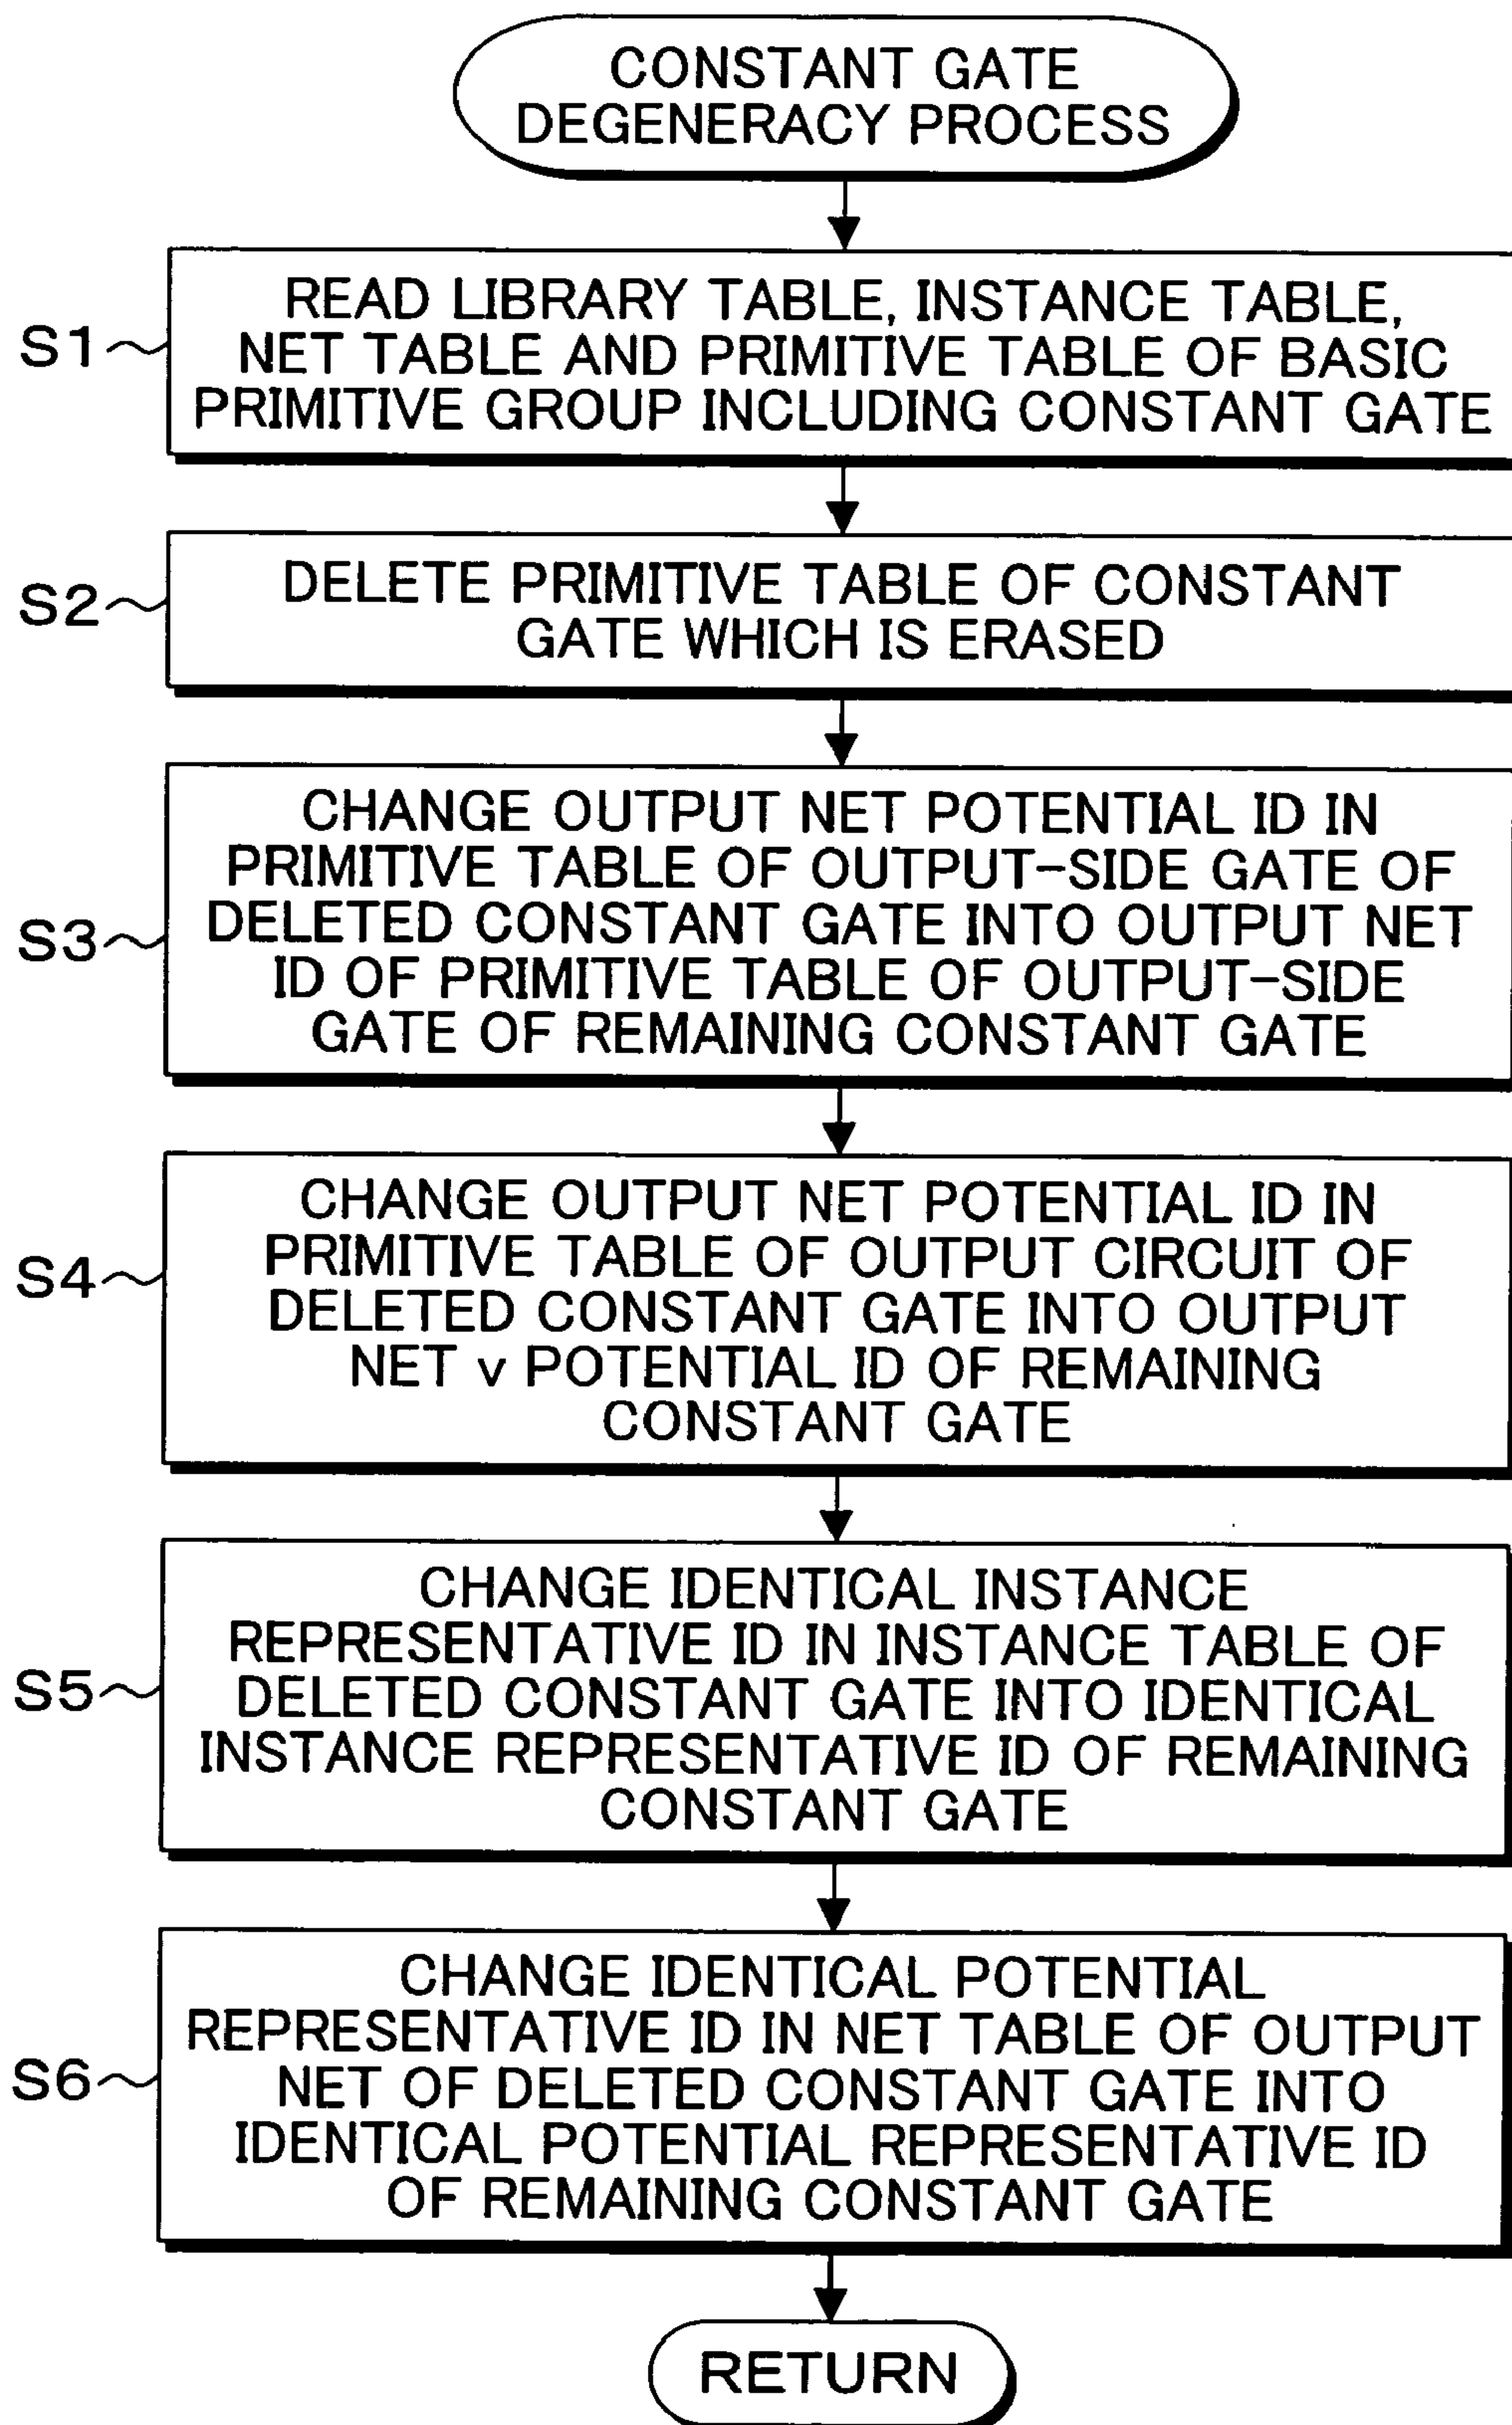 CONSTANT GATE
DEGENERACY PROCESS
S1
READ LIBRARY TABLE, INSTANCE TABLE,
NET TABLE AND PRIMITIVE TABLE OF BASIC
PRIMITIVE GROUP INCLUDING CONSTANT GATE
S2
DELETE PRIMITIVE TABLE OF CONSTANT
GATE WHICH IS ERASED
S3
CHANGE OUTPUT NET POTENTIAL ID IN
PRIMITIVE TABLE OF OUTPUT-SIDE GATE OF
DELETED CONSTANT GATE INTO OUTPUT NET
ID OF PRIMITIVE TABLE OF OUTPUT-SIDE
GATE OF REMAINING CONSTANT GATE
S4
CHANGE OUTPUT NET POTENTIAL ID IN
PRIMITIVE TABLE OF OUTPUT CIRCUIT OF
DELETED CONSTANT GATE INTO OUTPUT
NET v POTENTIAL ID OF REMAINING
CONSTANT GATE
S5
CHANGE IDENTICAL INSTANCE
REPRESENTATIVE ID IN INSTANCE TABLE OF
DELETED CONSTANT GATE INTO IDENTICAL
INSTANCE REPRESENTATIVE ID OF REMAINING
CONSTANT GATE
S6
CHANGE IDENTICAL POTENTIAL
REPRESENTATIVE ID IN NET TABLE OF OUTPUT
NET OF DELETED CONSTANT GATE INTO
IDENTICAL POTENTIAL REPRESENTATIVE ID
OF REMAINING CONSTANT GATE
RETURN